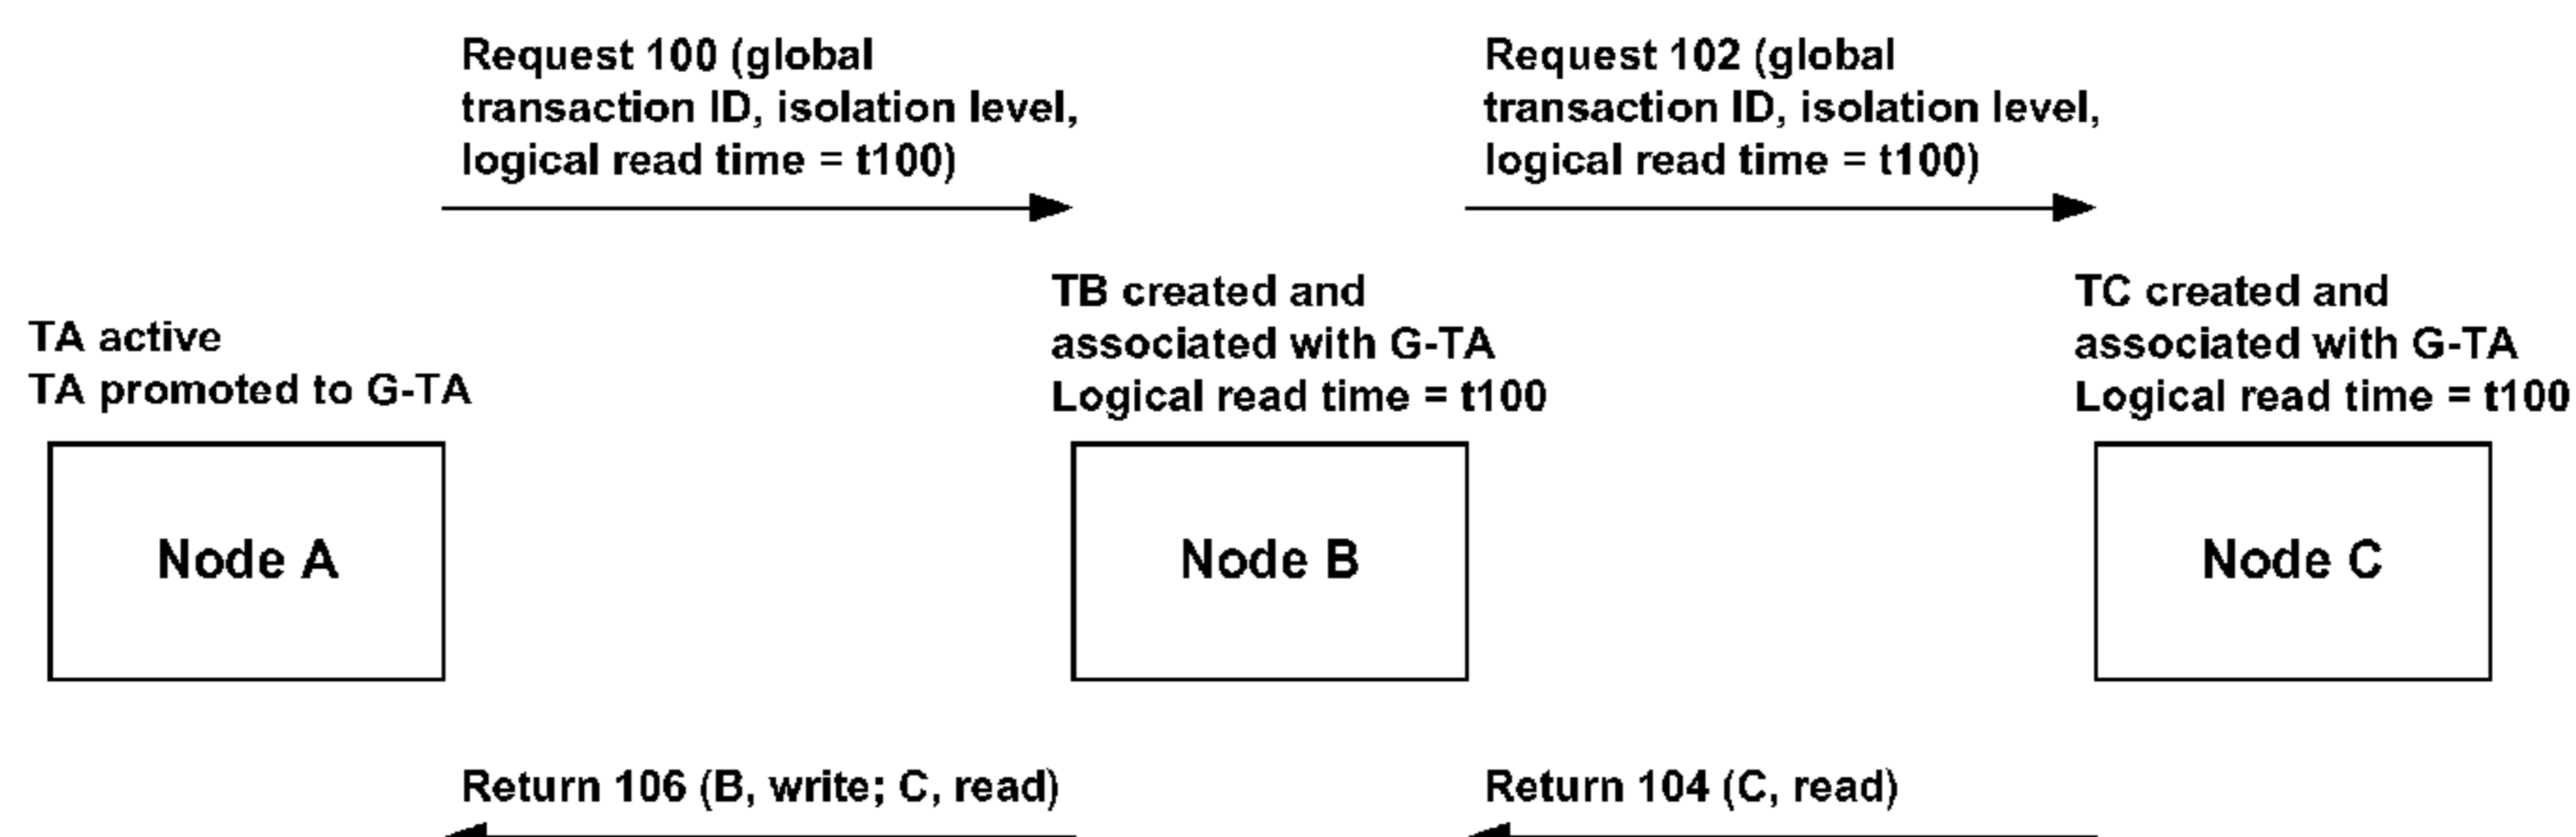 Request 100 (global
transaction ID, isolation level,
logical read time = t100)
Request 102 (global
transaction ID, isolation level,
logical read time = t100)
TA active
TA promoted to G-TA
TB created and
associated with G-TA
Logical read time = t100
TC created and
associated with G-TA
Logical read time = t100
Node A
Node B
Node C
Return 106 (B, write; C, read)
Return 104 (C, read)